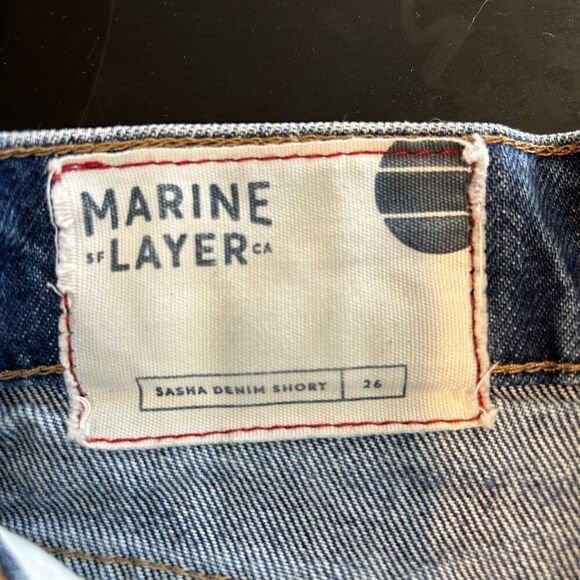 MARINE
SF LAYER CA
SASHA DENIM SHORT 26